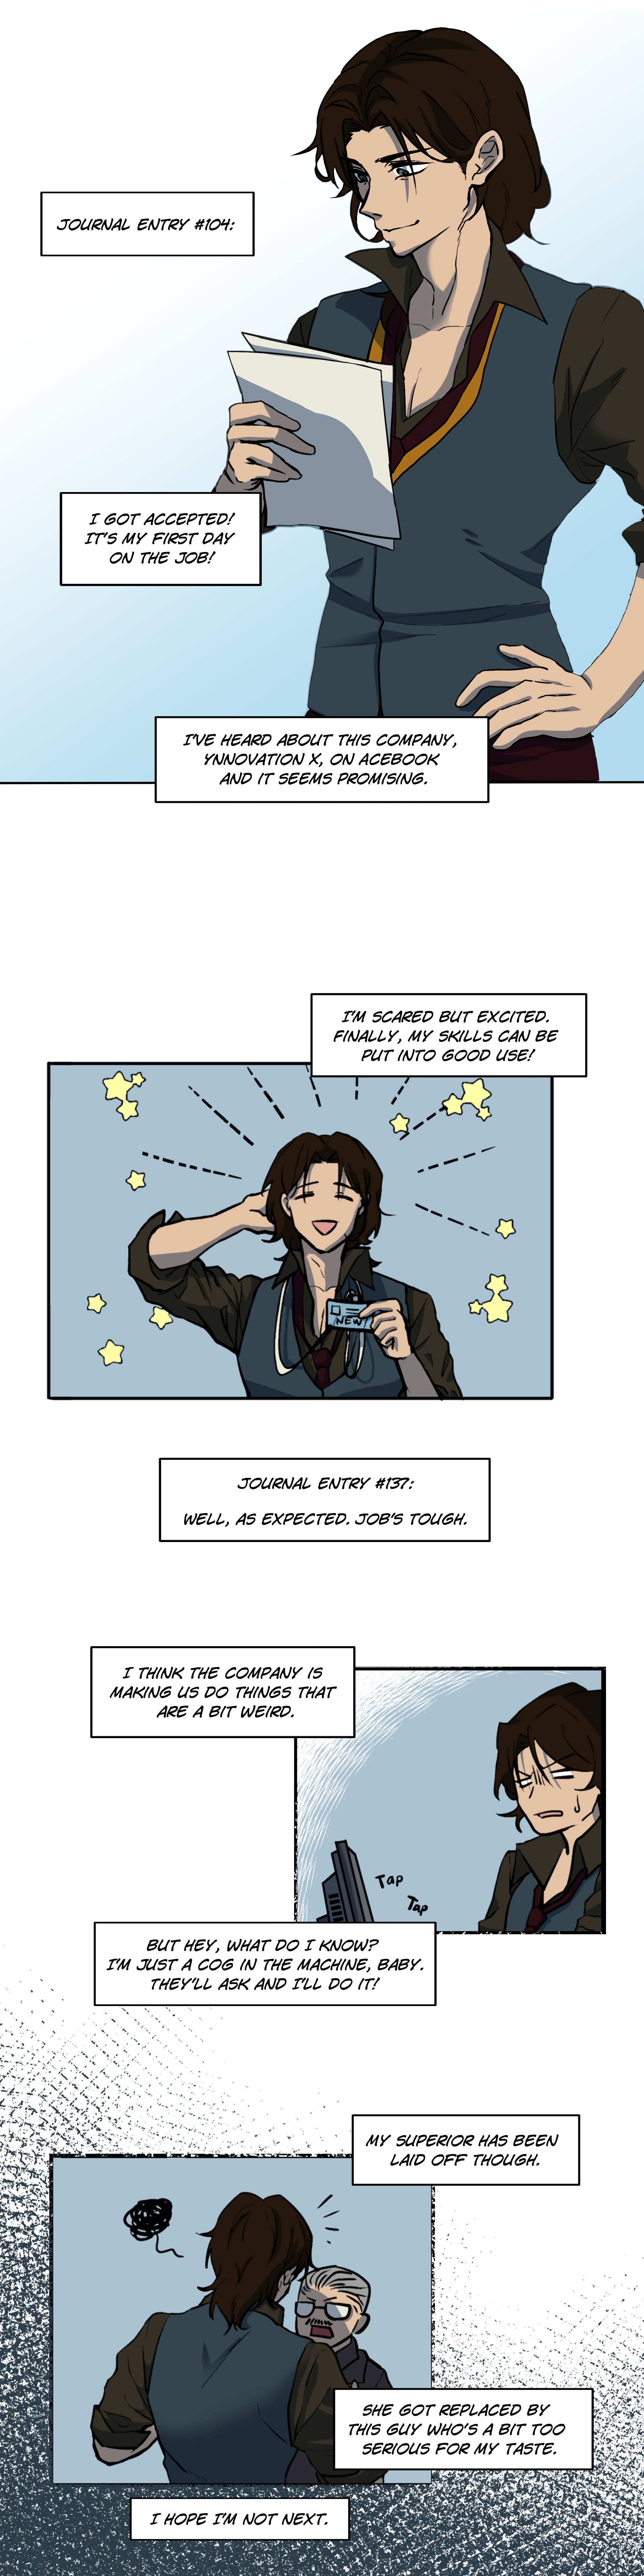 JOURNAL ENTRY #104:
I GOT ACCEPTED!
IT'S MY FIRST DAY
ON THE JOB!
I'VE HEARD ABOUT THIS COMPANY,
YNNOVATION X, ON ACEBOOK
AND IT SEEMS PROMISING.
I'M SCARED BUT EXCITED.
FINALLY, MY SKILLS CAN BE
PUT INTO GOOD USE!
NEW!
JOURNAL ENTRY #137:
WELL, AS EXPECTED. JOB'S TOUGH.
I THINK THE COMPANY IS
MAKING US DO THINGS THAT
ARE A BIT WEIRD.
TAP
TAP
BUT HEY, WHAT DO I KNOW?
I'M JUST A COG IN THE MACHINE, BABY.
THEY'LL ASK AND I'LL DO IT!
MY SUPERIOR HAS BEEN
LAID OFF THOUGH.
SHE GOT REPLACED BY
THIS GUY WHO'S A BIT TOO
SERIOUS FOR MY TASTE.
I HOPE I'M NOT NEXT.